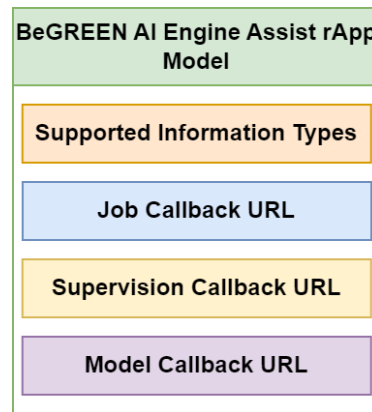 BeGREEN AI Engine Assist rApp
Model
Supported Information Types
Job Callback URL
Supervision Callback URL
Model Callback URL